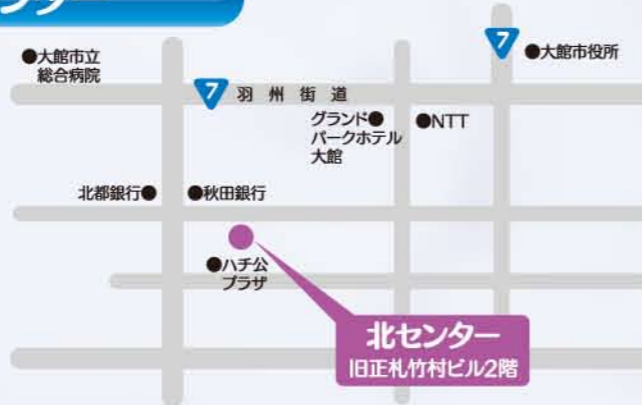 ンター
7
●大館市役所
●大館市立
総合病院
7
羽州街道
グランド●
パークホテル
大館
●NTT
北都銀行●
●秋田銀行
●ハチ公
プラザ
北センター
旧正札竹村ビル2階